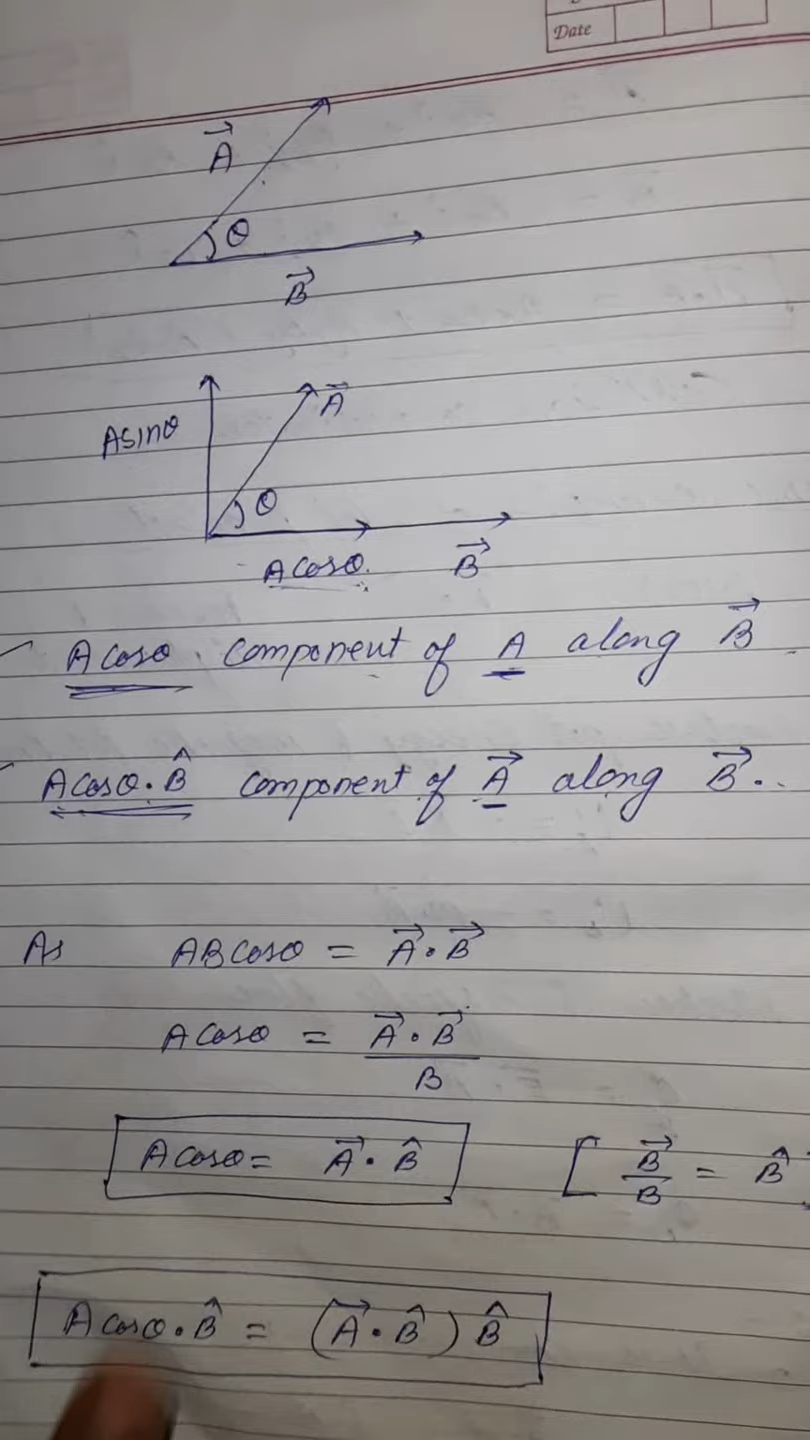 Date
A⃗
θ
B⃗
A⃗
Asinθ
θ
Acosθ.
B⃗
Acosθ. Component of A along B⃗
Acosθ. B̂ component of A⃗ along B⃗.
As ABcosθ = A⃗ . B⃗
Acosθ = A⃗ . B⃗ / B
Acosθ = A⃗ . B̂ [ B⃗ / B = B̂
Acosθ. B̂ = (A⃗ . B̂) B̂